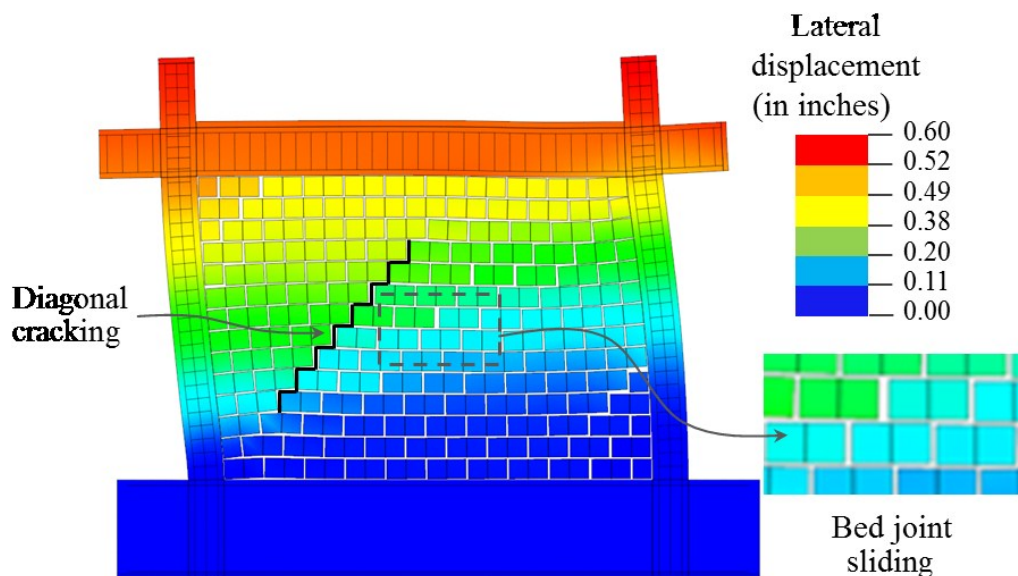 Lateral
displacement
(in inches)
0.60
0.52
0.49
0.38
0.20
0.11
0.00
Diagonal
cracking
Bed joint
sliding